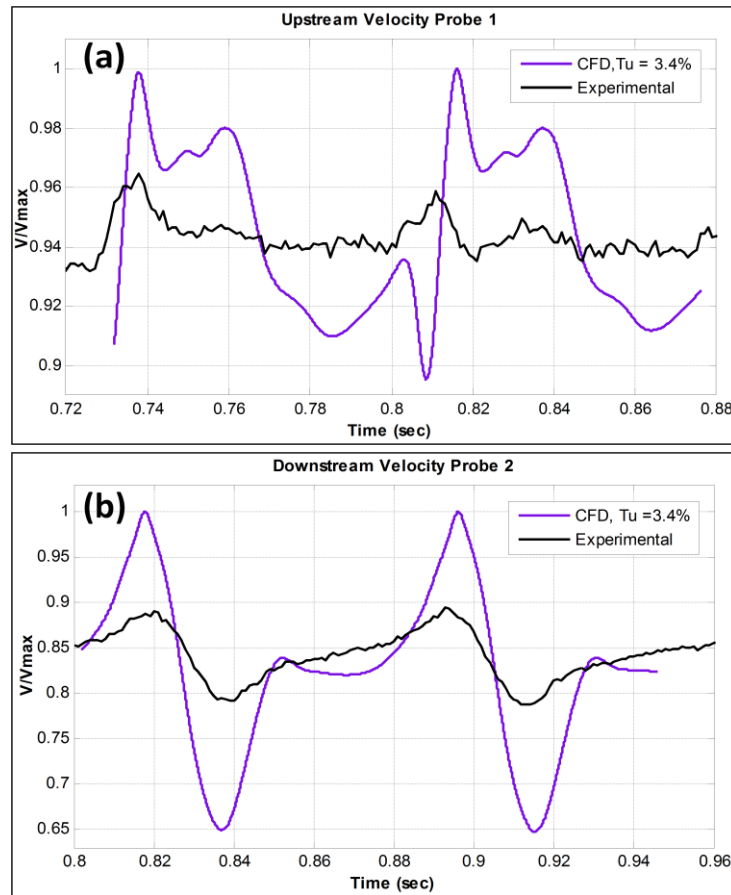 Upstream Velocity Probe 1
(a)
CFD,Tu = 3.4%
Experimental
1
0.98
0.96
0.94
0.92
0.9
V/Vmax
0.72 0.74 0.76 0.78 0.8 0.82 0.84 0.86 0.88
Time (sec)
Downstream Velocity Probe 2
(b)
CFD, Tu =3.4%
Experimental
1
0.95
0.9
0.85
0.8
0.75
0.7
0.65
V/Vmax
0.8 0.82 0.84 0.86 0.88 0.9 0.92 0.94 0.96
Time (sec)